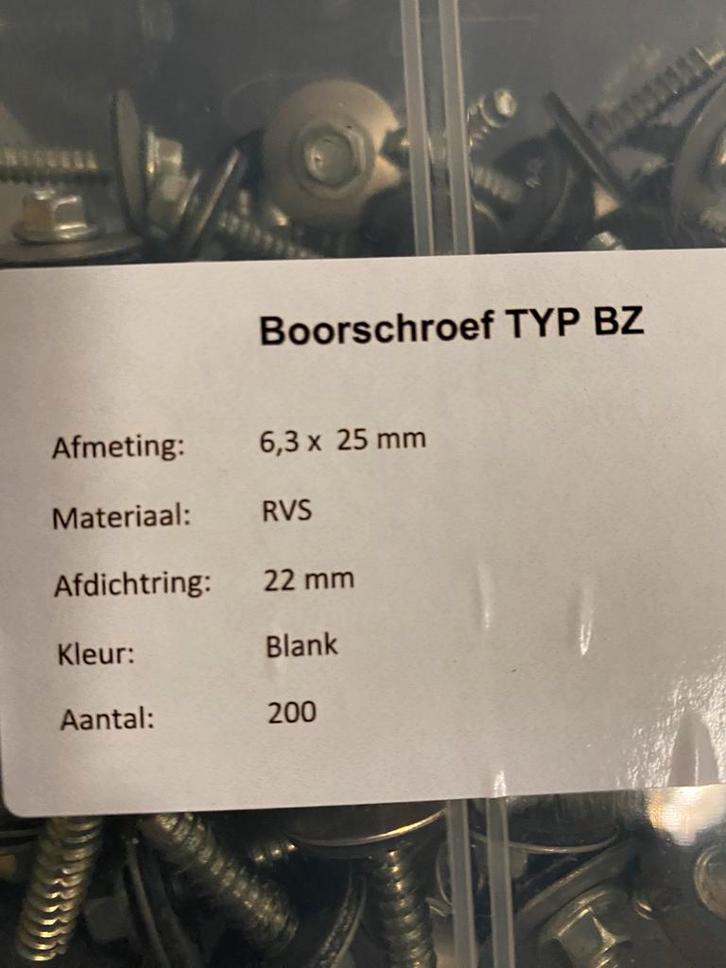 Boorschroef TYP BZ
Afmeting: 6,3 x 25 mm
Materiaal: RVS
Afdichtring: 22 mm
Kleur: Blank
Aantal: 200